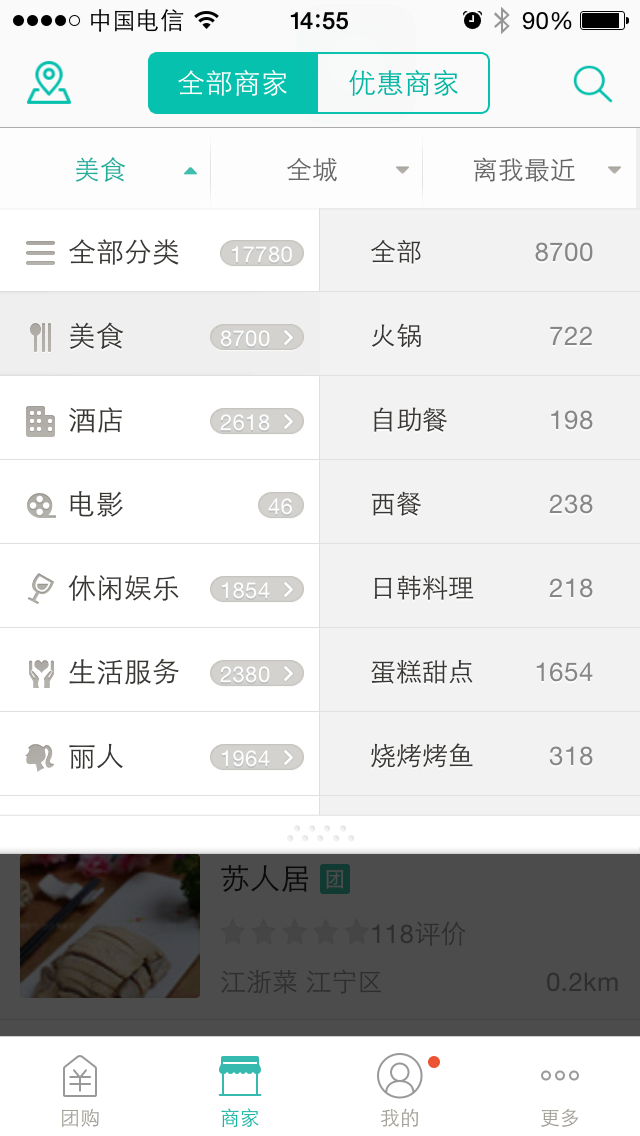 中国电信 14:55 90%
全部商家 优惠商家
美食 全城 离我最近
全部分类 17780 全部 8700
美食 8700 火锅 722
酒店 2618 自助餐 198
电影 46 西餐 238
休闲娱乐 1854 日韩料理 218
生活服务 2380 蛋糕甜点 1654
丽人 1964 烧烤烤鱼 318
苏人居 团
118评价
江浙菜 江宁区 0.2km
团购 商家 我的 更多